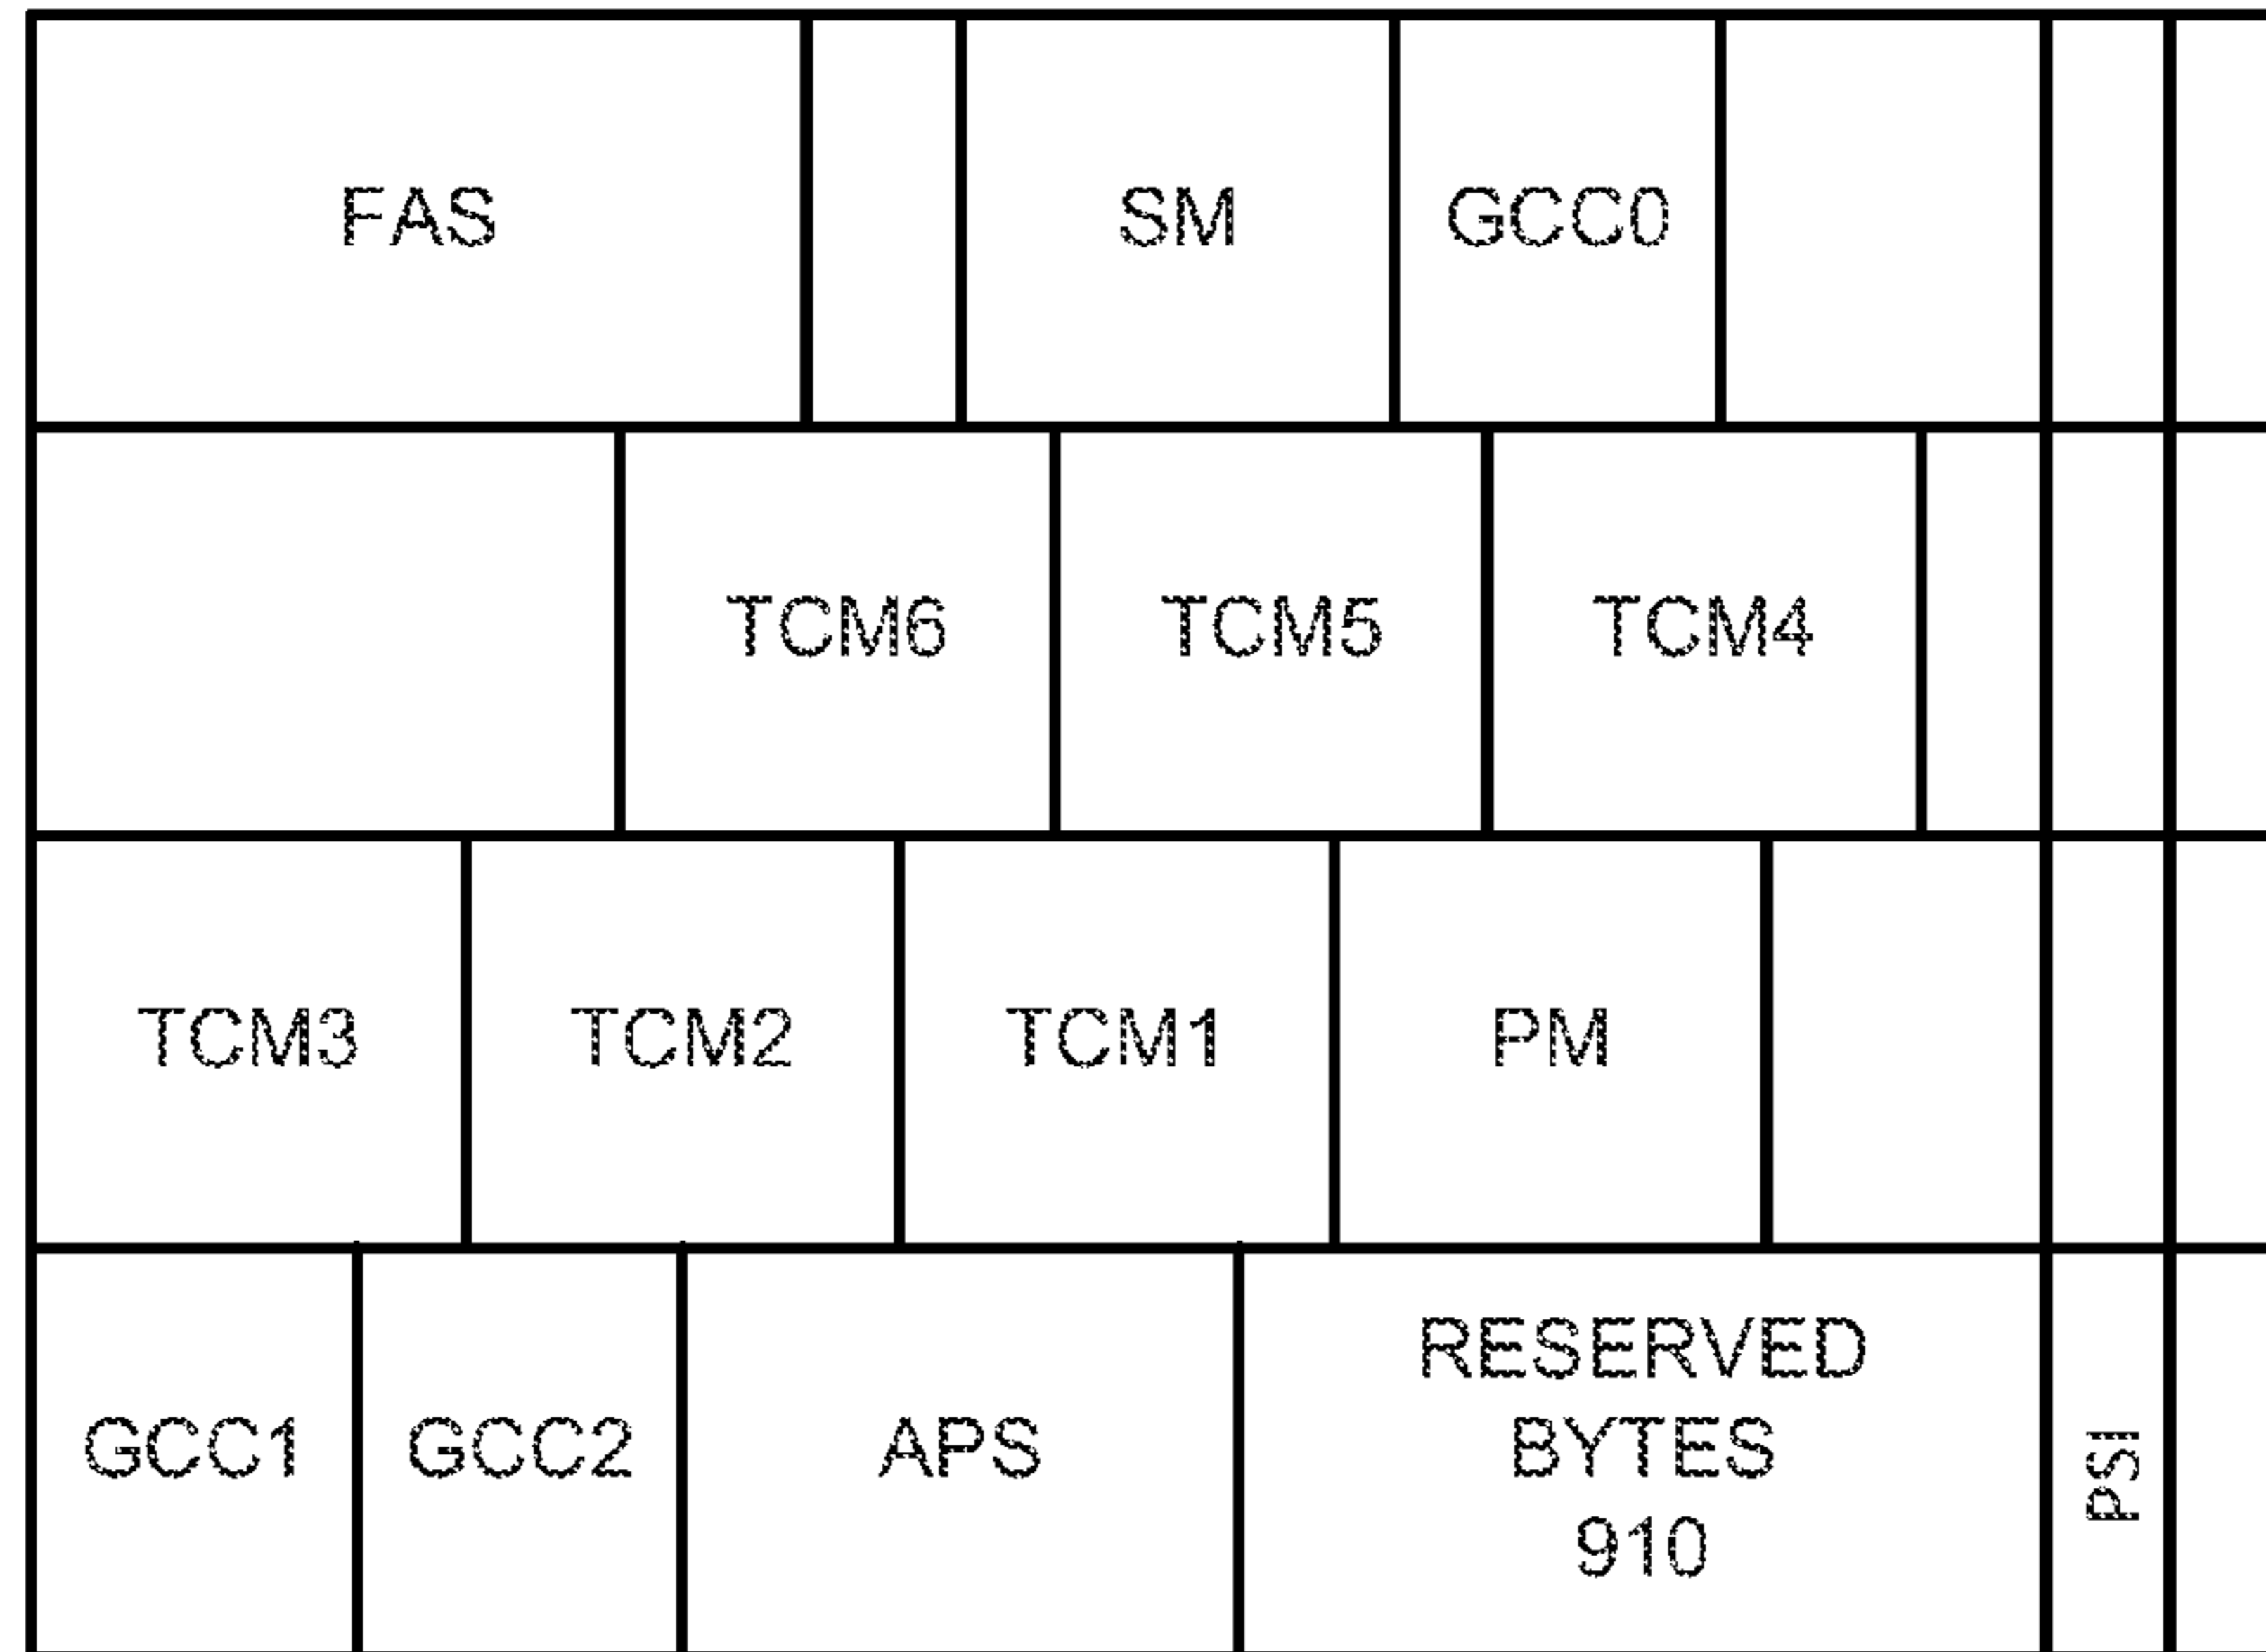 FAS
SM
GCC0
TCM6
TCM5
TCM4
TCM3
TCM2
TCM1
PM
GCC1
GCC2
APS
RESERVED
BYTES
910
PSI